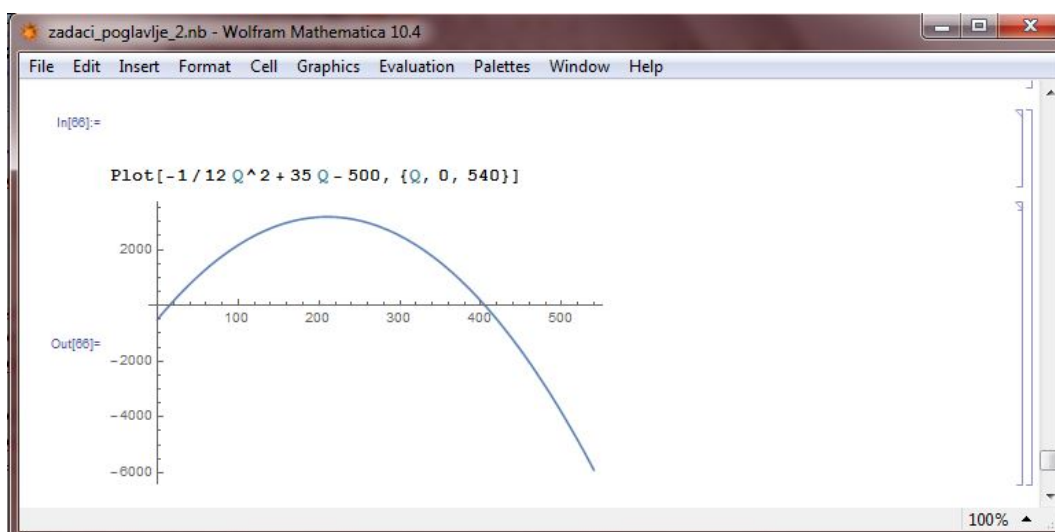 zadaci_poglavlje_2.nb - Wolfram Mathematica 10.4
File Edit Insert Format Cell Graphics Evaluation Palettes Window Help
In[66]:=
Plot[-1/12 Q^2 + 35 Q - 500, {Q, 0, 540}]
2000
100 200 300 400 500
Out[66]=
-2000
-4000
-6000
100%